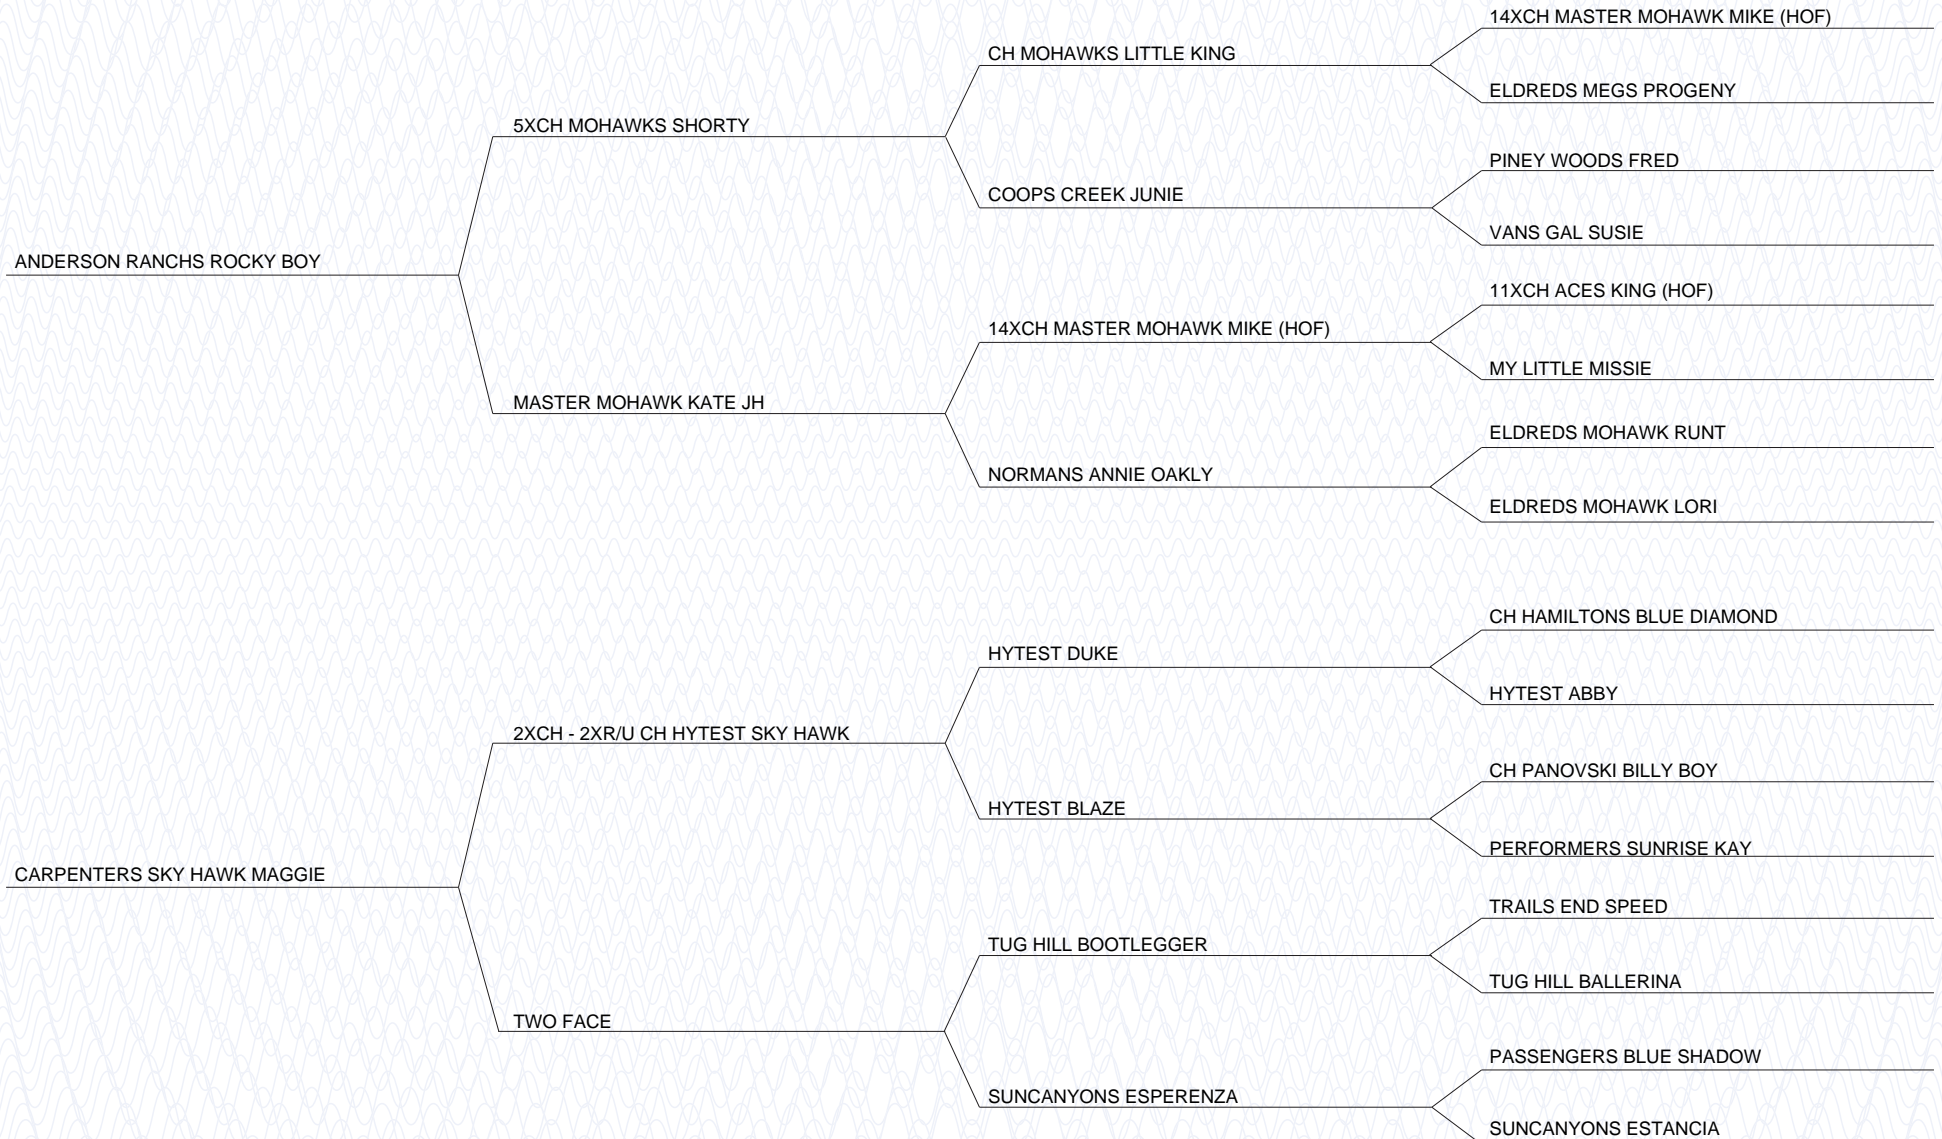 14XCH MASTER MOHAWK MIKE (HOF)
CH MOHAWKS LITTLE KING
ELDREDS MEGS PROGENY
5XCH MOHAWKS SHORTY
PINEY WOODS FRED
COOPS CREEK JUNIE
VANS GAL SUSIE
ANDERSON RANCHS ROCKY BOY
11XCH ACES KING (HOF)
14XCH MASTER MOHAWK MIKE (HOF)
MY LITTLE MISSIE
MASTER MOHAWK KATE JH
ELDREDS MOHAWK RUNT
NORMANS ANNIE OAKLY
ELDREDS MOHAWK LORI
CH HAMILTONS BLUE DIAMOND
HYTEST DUKE
HYTEST ABBY
2XCH - 2XR/U CH HYTEST SKY HAWK
CH PANOVSKI BILLY BOY
HYTEST BLAZE
PERFORMERS SUNRISE KAY
CARPENTERS SKY HAWK MAGGIE
TRAILS END SPEED
TUG HILL BOOTLEGGER
TUG HILL BALLERINA
TWO FACE
PASSENGERS BLUE SHADOW
SUNCANYONS ESPERENZA
SUNCANYONS ESTANCIA